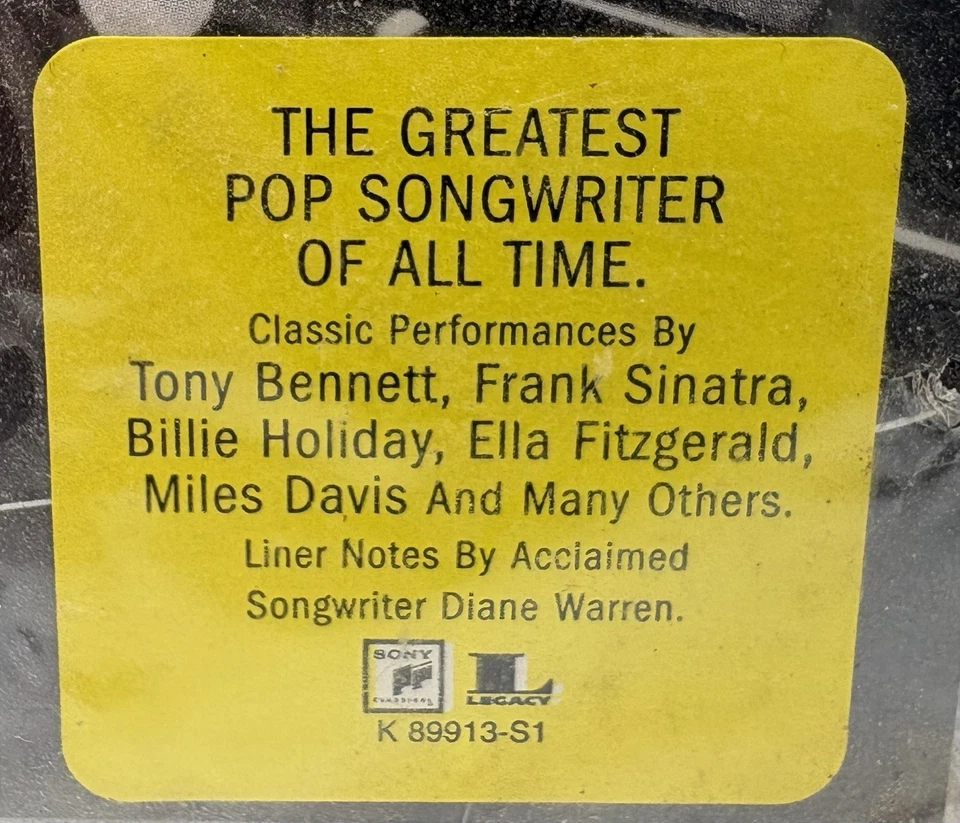 THE GREATEST
POP SONGWRITER
OF ALL TIME.
Classic Performances By
Tony Bennett, Frank Sinatra,
Billie Holiday, Ella Fitzgerald,
Miles Davis And Many Others.
Liner Notes By Acclaimed
Songwriter Diane Warren.
SONY
CLASSICAL
LEGACY
K 89913-S1